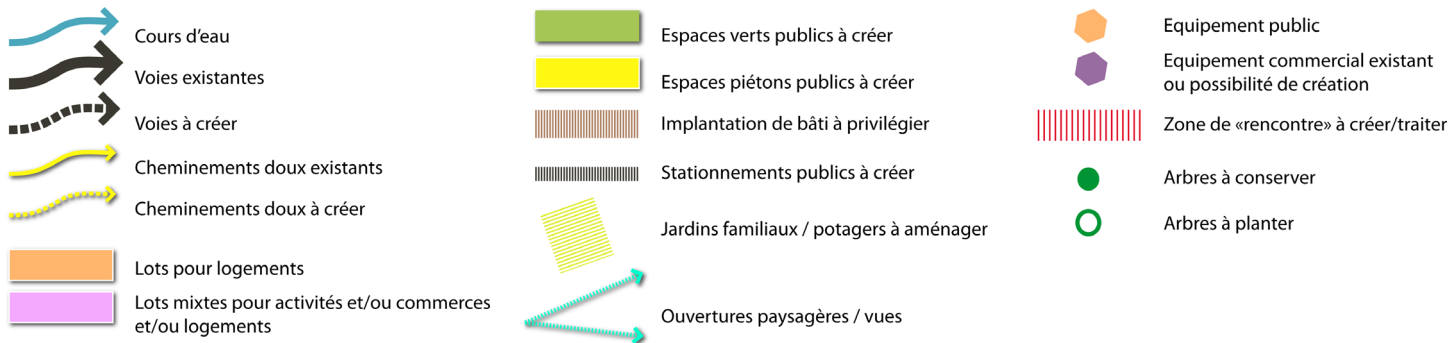 Cours d'eau
Voies existantes
Voies à créer
Cheminements doux existants
Cheminements doux à créer
Lots pour logements
Lots mixtes pour activités et/ou commerces
et/ou logements
Espaces verts publics à créer
Espaces piétons publics à créer
Implantation de bâti à privilégier
Stationnements publics à créer
Jardins familiaux / potagers à aménager
Ouvertures paysagères / vues
Equipement public
Equipement commercial existant
ou possibilité de création
Zone de «rencontre» à créer/traiter
Arbres à conserver
Arbres à planter